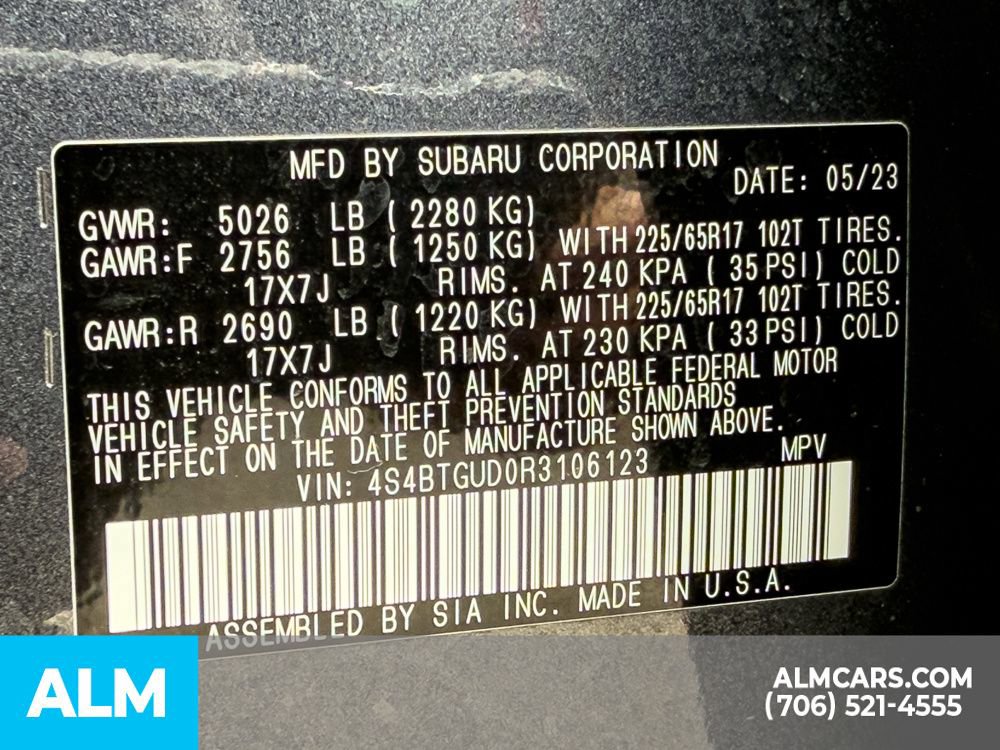 MFD BY SUBARU CORPORATION
DATE: 05/23
GVWR: 5026 LB ( 2280 KG)
GAWR:F 2756 LB ( 1250 KG) WITH 225/65R17 102T TIRES.
17X7J RIMS. AT 240 KPA ( 35 PSI) COLD
GAWR:R 2690 LB ( 1220 KG) WITH 225/65R17 102T TIRES.
17X7J RIMS. AT 230 KPA ( 33 PSI) COLD
THIS VEHICLE CONFORMS TO ALL APPLICABLE FEDERAL MOTOR
VEHICLE SAFETY AND THEFT PREVENTION STANDARDS
IN EFFECT ON THE DATE OF MANUFACTURE SHOWN ABOVE.
VIN: 4S4BTGUD0R3106123 MPV
ASSEMBLED BY SIA INC. MADE IN U.S.A.
ALM
ALMCARS.COM
(706) 521-4555